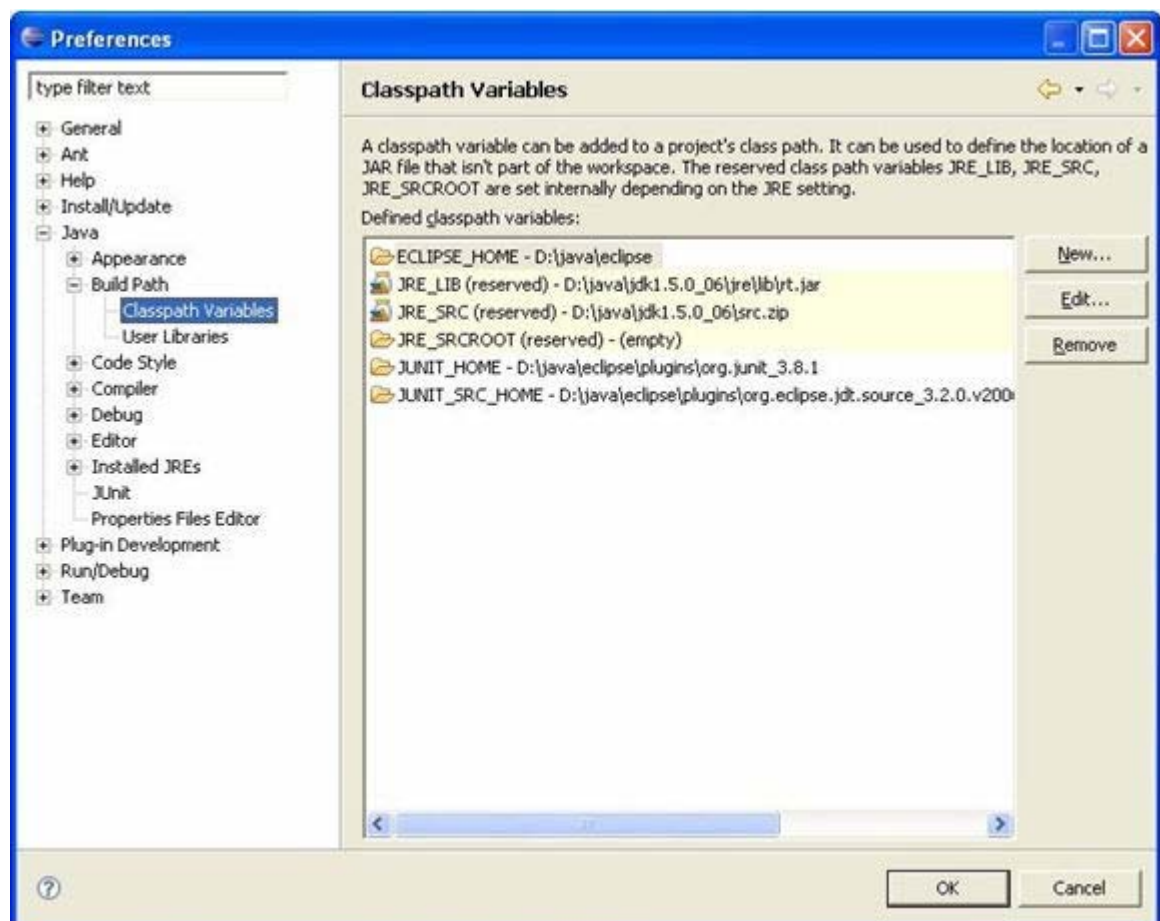 Preferences
type filter text
General
Ant
Help
Install/Update
Java
Appearance
Build Path
Classpath Variables
User Libraries
Code Style
Compiler
Debug
Editor
Installed JREs
JUnit
Properties Files Editor
Plug-in Development
Run/Debug
Team
Classpath Variables
A classpath variable can be added to a project's class path. It can be used to define the location of a
JAR file that isn't part of the workspace. The reserved class path variables JRE_LIB, JRE_SRC,
JRE_SRCROOT are set internally depending on the JRE setting.
Defined classpath variables:
ECLIPSE_HOME - D:\java\eclipse
JRE_LIB (reserved) - D:\java\jdk1.5.0_06\jre\lib\rt.jar
JRE_SRC (reserved) - D:\java\jdk1.5.0_06\src.zip
JRE_SRCROOT (reserved) - (empty)
JUNIT_HOME - D:\java\eclipse\plugins\org.junit_3.8.1
JUNIT_SRC_HOME - D:\java\eclipse\plugins\org.eclipse.jdt.source_3.2.0.v200
New...
Edit...
Remove
OK
Cancel